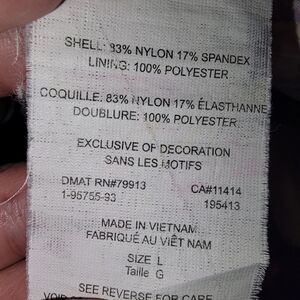 SHELL: 83% NYLON 17% SPANDEX
LINING: 100% POLYESTER
COQUILLE: 83% NYLON 17% ÉLASTHANNE
DOUBLURE: 100% POLYESTER
EXCLUSIVE OF DECORATION
SANS LES MOTIFS
DMAT RN#79913 CA#11414
1-95755-93 195413
MADE IN VIETNAM
FABRIQUÉ AU VIÊT NAM
SIZE L
Taille G
SEE REVERSE FOR CARE
VOID